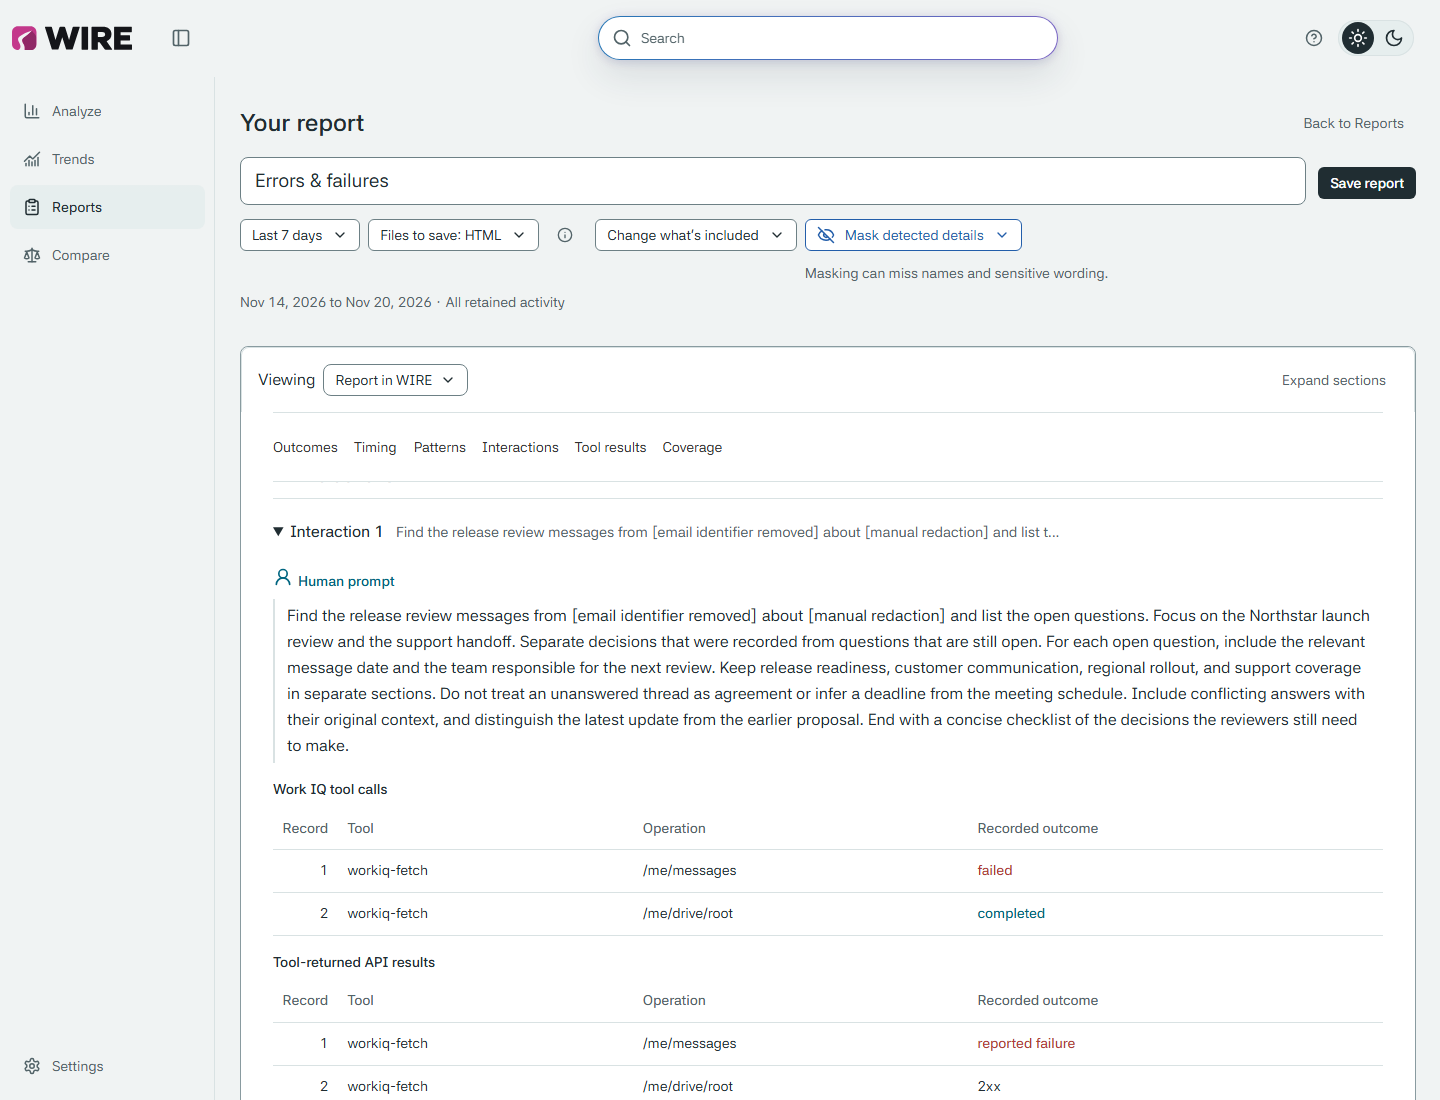 WIRE
Search
Analyze
Trends
Reports
Compare
Settings
Your report
Back to Reports
Errors & failures
Save report
Last 7 days
Files to save: HTML
Change what's included
Mask detected details
Masking can miss names and sensitive wording.
Nov 14, 2026 to Nov 20, 2026 · All retained activity
Viewing
Report in WIRE
Expand sections
Outcomes Timing Patterns Interactions Tool results Coverage
Interaction 1 Find the release review messages from [email identifier removed] about [manual redaction] and list t...
Human prompt
Find the release review messages from [email identifier removed] about [manual redaction] and list the open questions. Focus on the Northstar launch
review and the support handoff. Separate decisions that were recorded from questions that are still open. For each open question, include the relevant
message date and the team responsible for the next review. Keep release readiness, customer communication, regional rollout, and support coverage
in separate sections. Do not treat an unanswered thread as agreement or infer a deadline from the meeting schedule. Include conflicting answers with
their original context, and distinguish the latest update from the earlier proposal. End with a concise checklist of the decisions the reviewers still need
to make.
Work IQ tool calls
Record Tool Operation Recorded outcome
1 workiq-fetch /me/messages failed
2 workiq-fetch /me/drive/root completed
Tool-returned API results
Record Tool Operation Recorded outcome
1 workiq-fetch /me/messages reported failure
2 workiq-fetch /me/drive/root 2xx